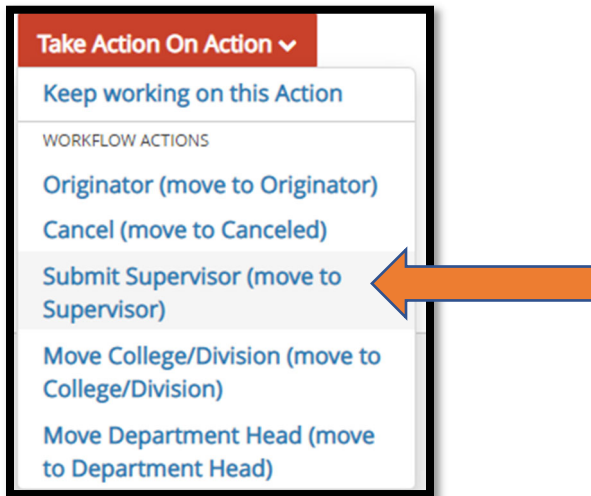 Take Action On Action
Keep working on this Action
WORKFLOW ACTIONS
Originator (move to Originator)
Cancel (move to Canceled)
Submit Supervisor (move to
Supervisor)
Move College/Division (move to
College/Division)
Move Department Head (move
to Department Head)